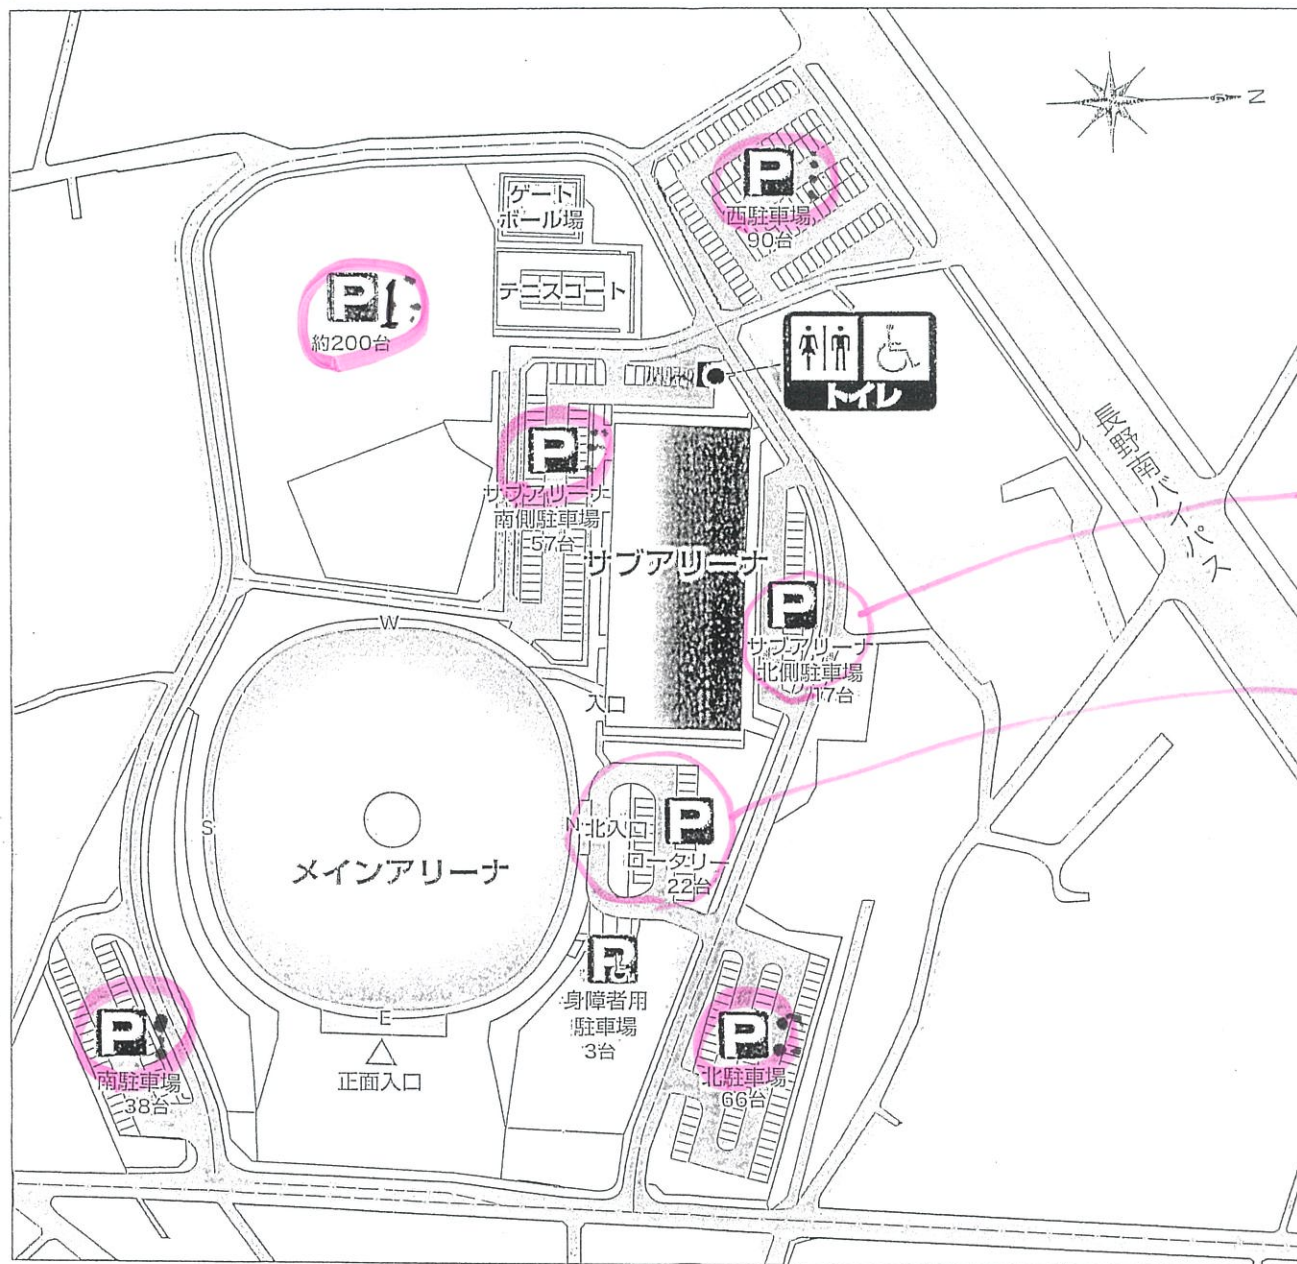 N
P
西駐車場
90台
ゲート
ボール場
テニスコート
P
約200台
トイレ
長野南バイパス
P
サブアリーナ
南側駐車場
57台
サブアリーナ
P
サブアリーナ
北側駐車場
17台
入口
W
S
N
E
メインアリーナ
北入口
P
ロータリー
22台
P
身障者用
駐車場
3台
正面入口
P
南駐車場
38台
P
北駐車場
66台